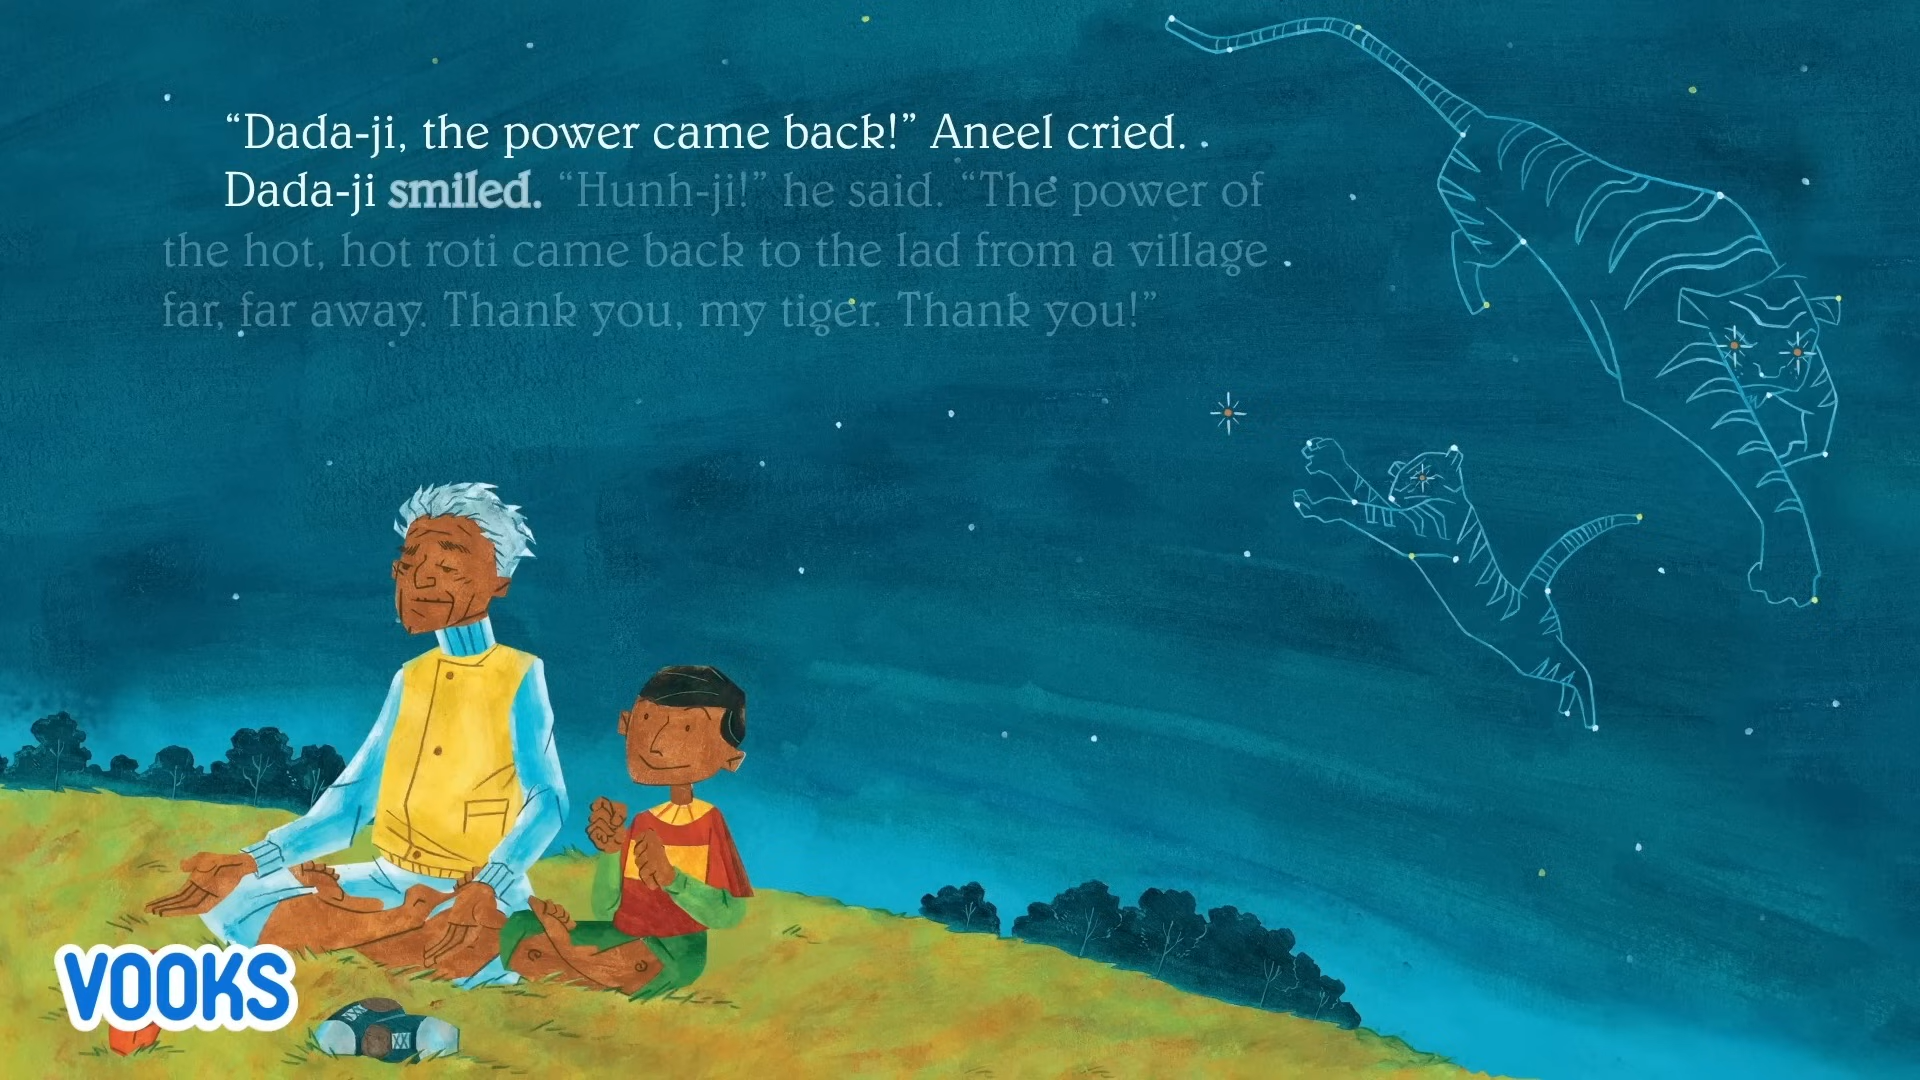 “Dada-ji, the power came back!” Aneel cried.
Dada-ji smiled. “Hunh-ji!” he said. “The power of
the hot, hot roti came back to the lad from a village
far, far away. Thank you, my tiger. Thank you!”
VOOKS